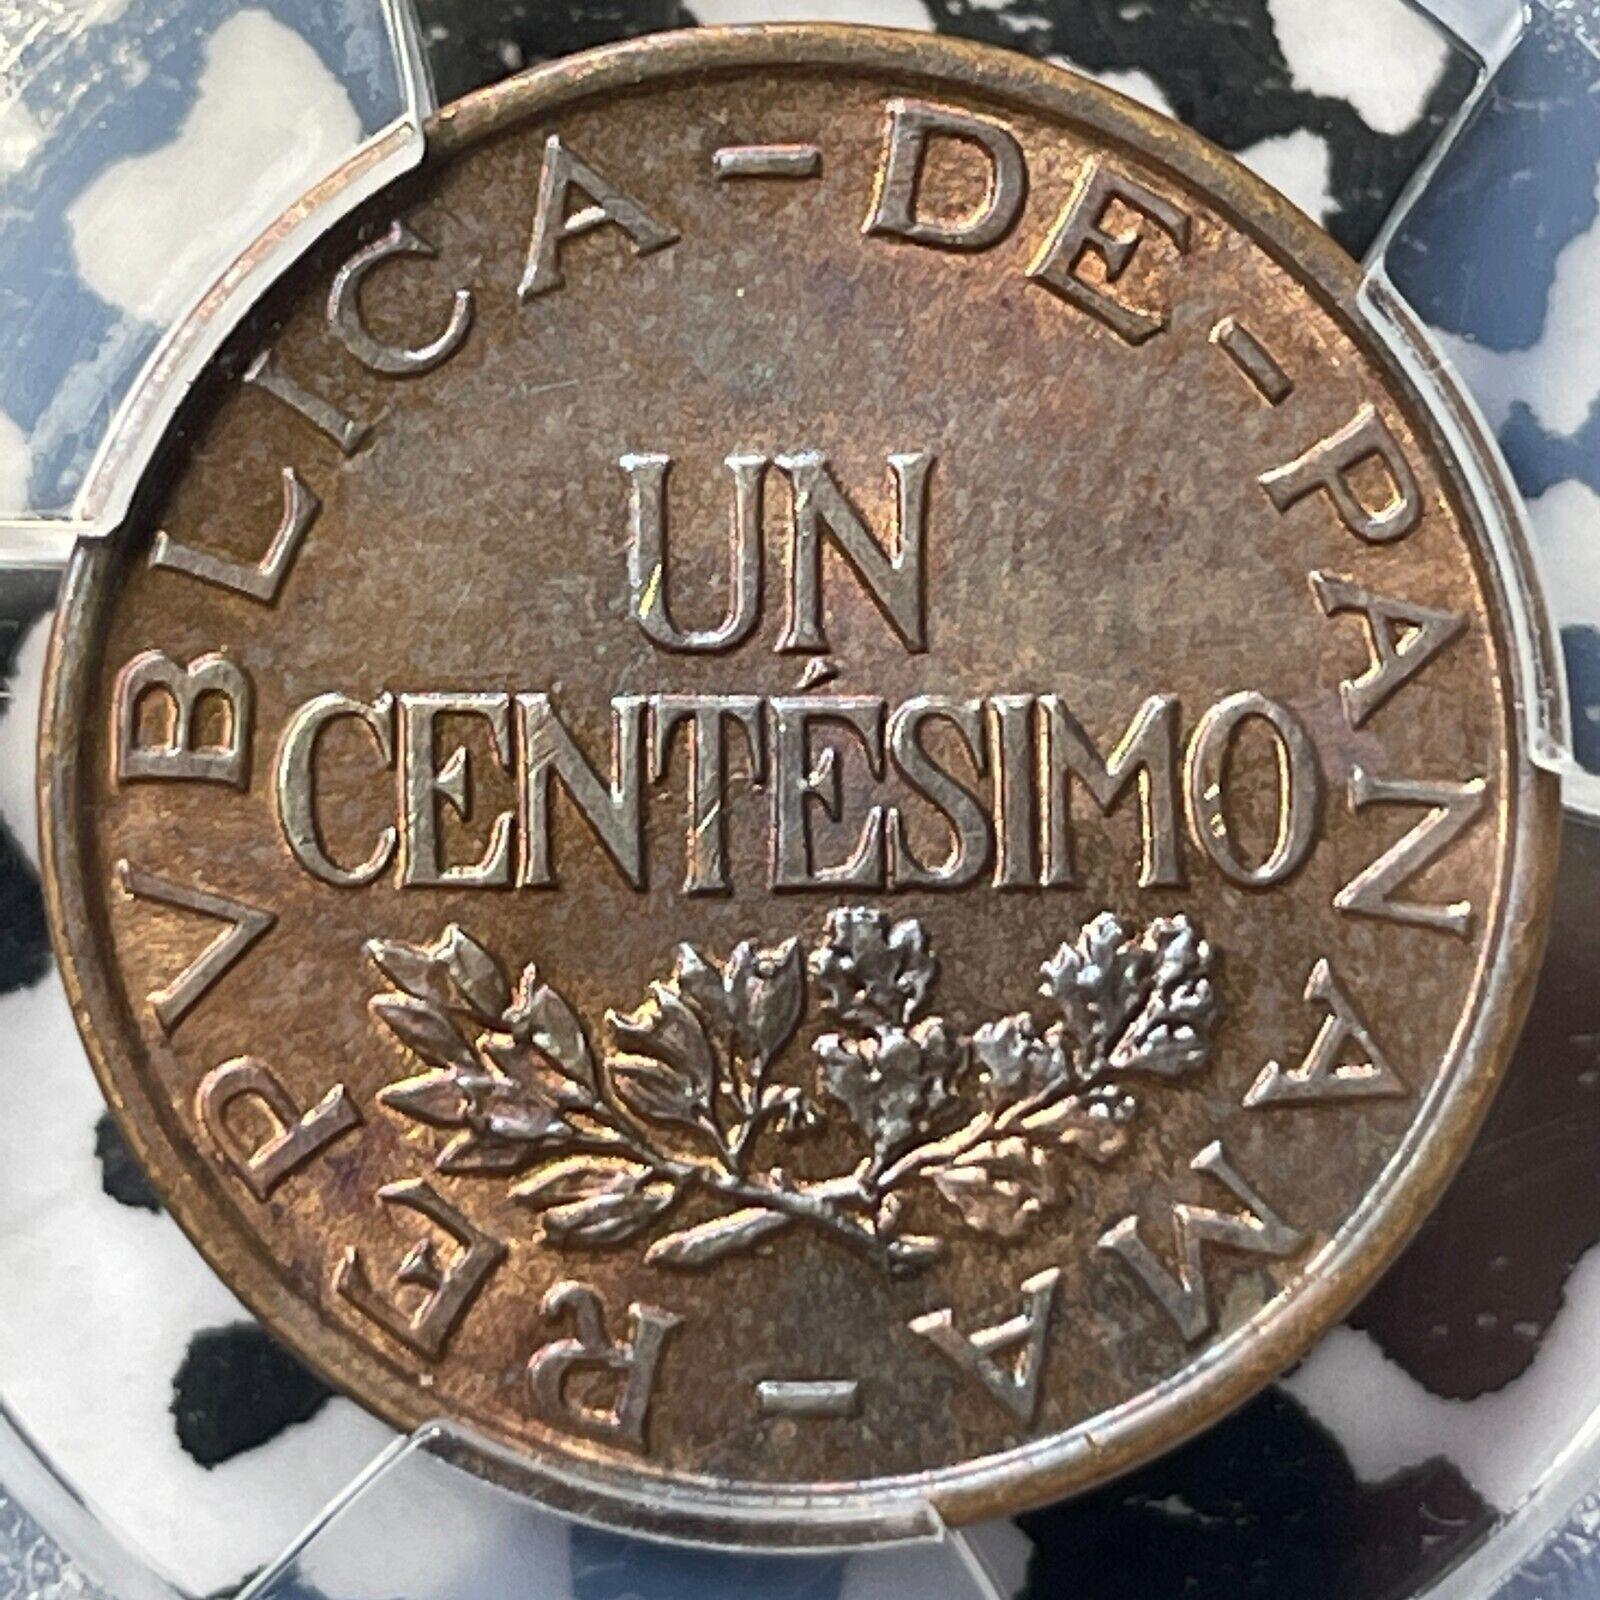 REPVBLICA-DE-PANAMA-
UN
CENTÉSIMO